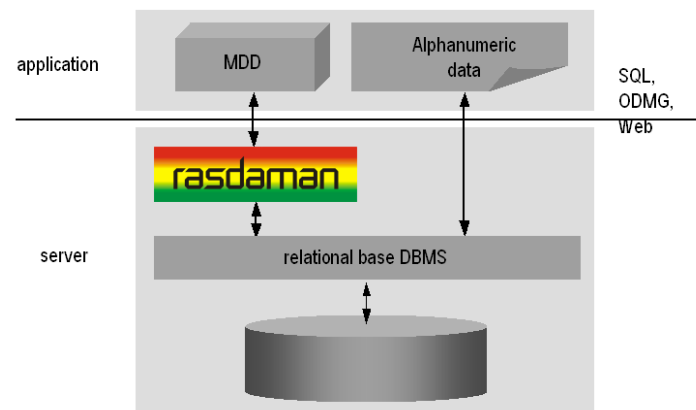 application
MDD
Alphanumeric
data
SQL,
ODMG,
Web
rasdaman
server
relational base DBMS